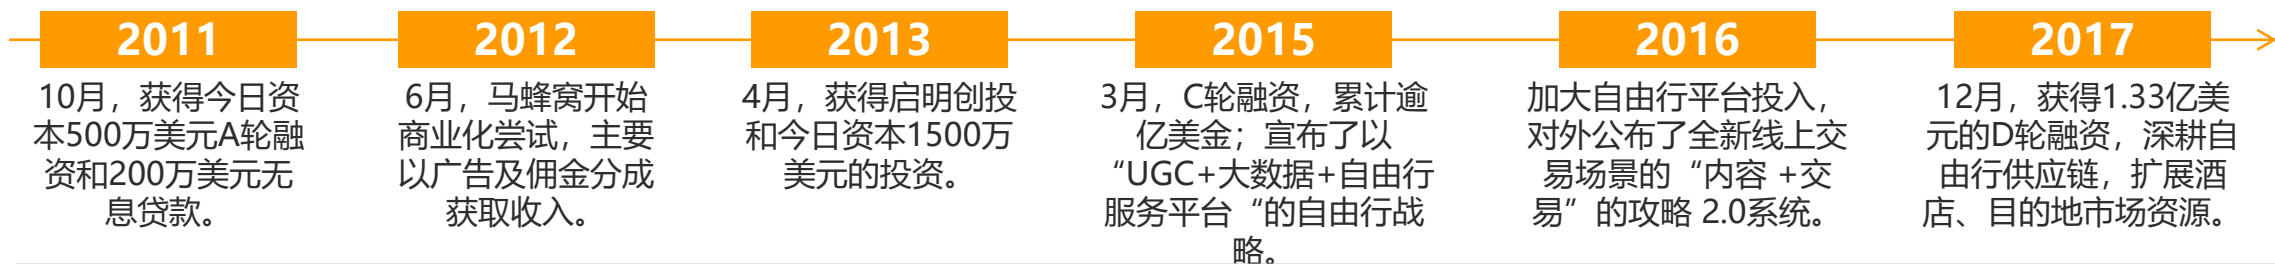 2011
10月，获得今日资
本500万美元A轮融
资和200万美元无
息贷款。
2012
6月，马蜂窝开始
商业化尝试，主要
以广告及佣金分成
获取收入。
2013
4月，获得启明创投
和今日资本1500万
美元的投资。
2015
3月，C轮融资，累计逾
亿美金；宣布了以
“UGC+大数据+自由行
服务平台“的自由行战
略。
2016
加大自由行平台投入，
对外公布了全新线上交
易场景的“内容 +交
易”的攻略 2.0系统。
2017
12月，获得1.33亿美
元的D轮融资，深耕自
由行供应链，扩展酒
店、目的地市场资源。